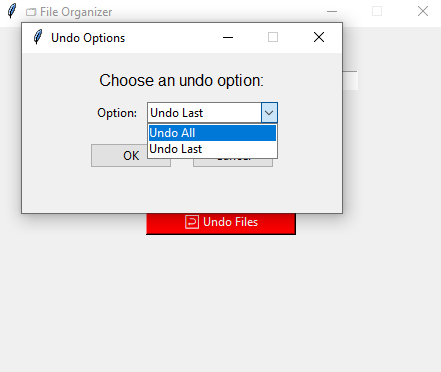 File Organizer
Undo Options
Choose an undo option:
Option: Undo Last
Undo All
Undo Last
OK
Undo Files